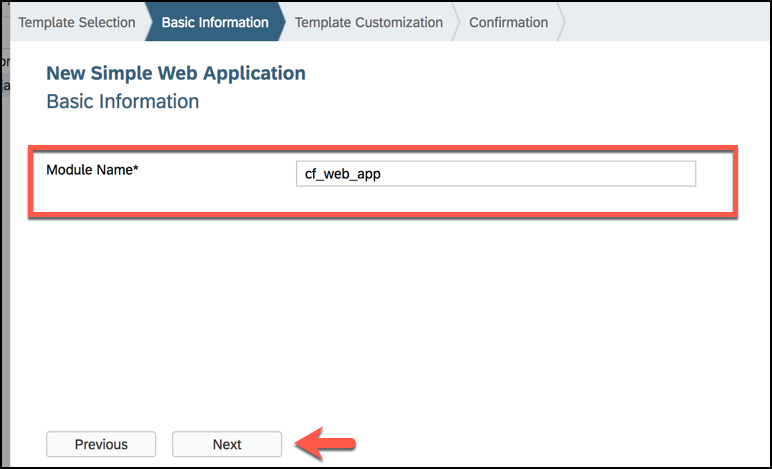 Template Selection Basic Information Template Customization Confirmation
New Simple Web Application
Basic Information
Module Name* cf_web_app
Previous Next